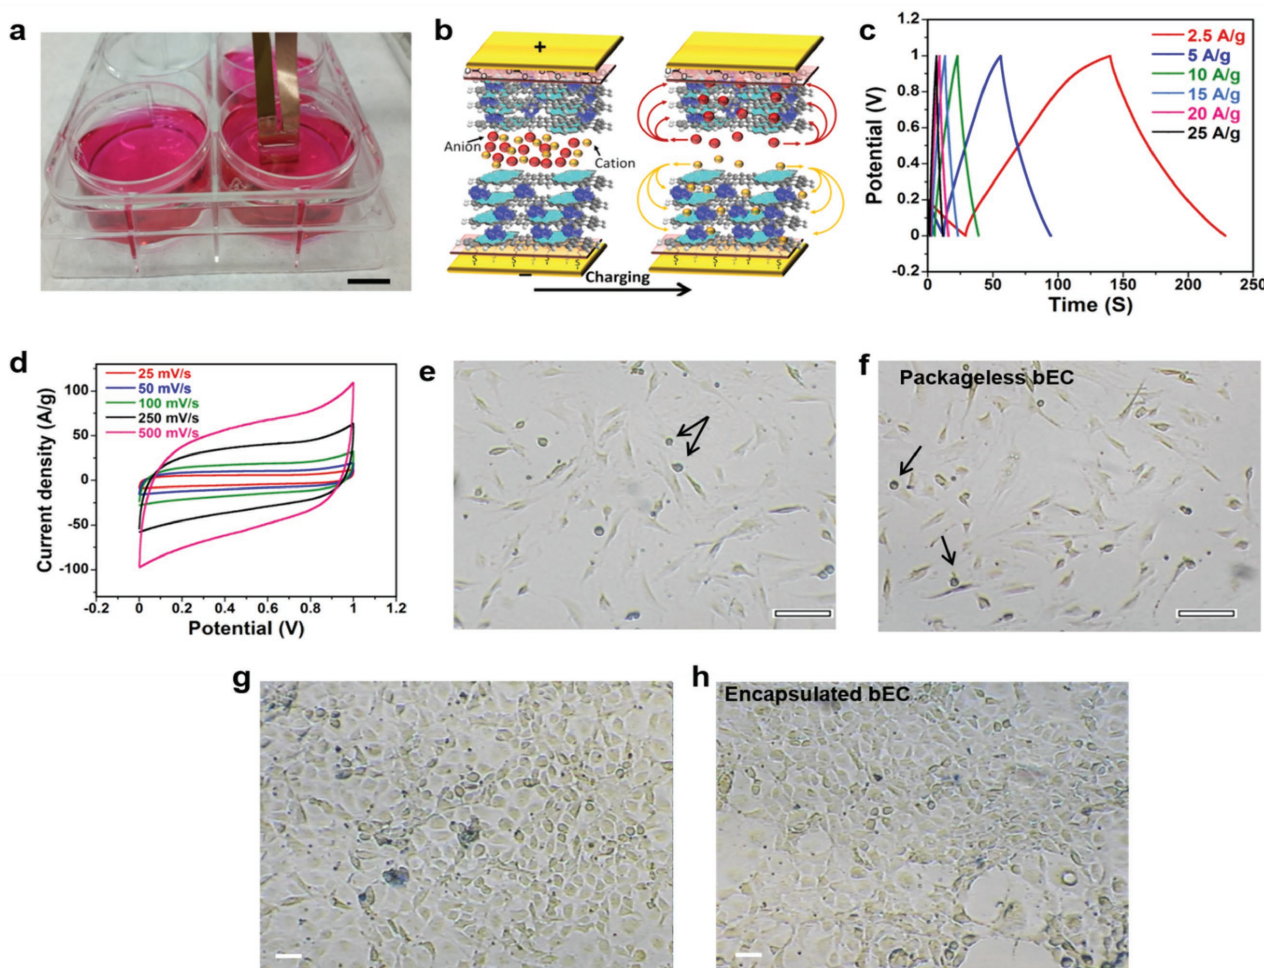 a
b
+
Anion
Cation
−
Charging
c
1.2
1
0.8
0.6
0.4
0.2
0
-0.2
Potential (V)
2.5 A/g
5 A/g
10 A/g
15 A/g
20 A/g
25 A/g
0 50 100 150 200 250
Time (S)
d
100
50
0
-50
-100
Current density (A/g)
25 mV/s
50 mV/s
100 mV/s
250 mV/s
500 mV/s
-0.2 0 0.2 0.4 0.6 0.8 1 1.2
Potential (V)
e
f
Packageless bEC
g
h
Encapsulated bEC